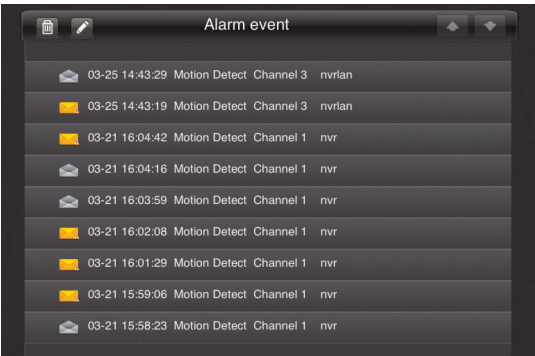 Alarm event
03-25 14:43:29 Motion Detect Channel 3 nvrlan
03-25 14:43:19 Motion Detect Channel 3 nvrlan
03-21 16:04:42 Motion Detect Channel 1 nvr
03-21 16:04:16 Motion Detect Channel 1 nvr
03-21 16:03:59 Motion Detect Channel 1 nvr
03-21 16:02:08 Motion Detect Channel 1 nvr
03-21 16:01:29 Motion Detect Channel 1 nvr
03-21 15:59:06 Motion Detect Channel 1 nvr
03-21 15:58:23 Motion Detect Channel 1 nvr